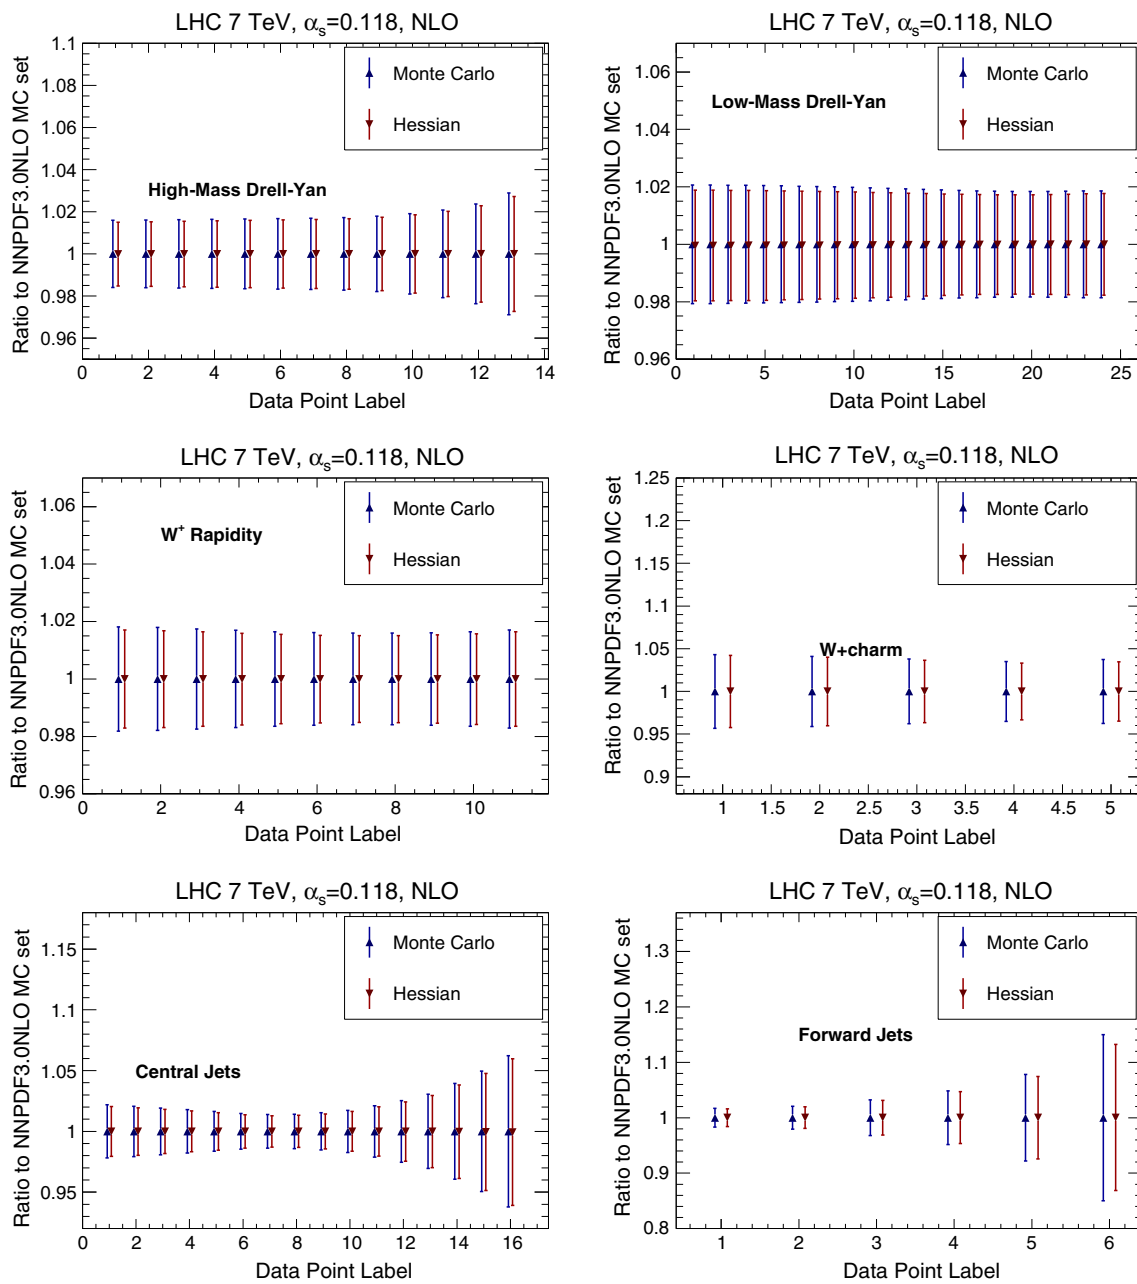 LHC 7 TeV, αs=0.118, NLO
Ratio to NNPDF3.0NLO MC set
1.1
1.08
1.06
1.04
1.02
1
0.98
0.96
Monte Carlo
Hessian
High-Mass Drell-Yan
0 2 4 6 8 10 12 14
Data Point Label
LHC 7 TeV, αs=0.118, NLO
Ratio to NNPDF3.0NLO MC set
1.06
1.04
1.02
1
0.98
0.96
Monte Carlo
Hessian
Low-Mass Drell-Yan
0 5 10 15 20 25
Data Point Label
LHC 7 TeV, αs=0.118, NLO
Ratio to NNPDF3.0NLO MC set
1.06
1.04
1.02
1
0.98
0.96
Monte Carlo
Hessian
W+ Rapidity
0 2 4 6 8 10
Data Point Label
LHC 7 TeV, αs=0.118, NLO
Ratio to NNPDF3.0NLO MC set
1.25
1.2
1.15
1.1
1.05
1
0.95
0.9
Monte Carlo
Hessian
W+charm
1 1.5 2 2.5 3 3.5 4 4.5 5
Data Point Label
LHC 7 TeV, αs=0.118, NLO
Ratio to NNPDF3.0NLO MC set
1.15
1.1
1.05
1
0.95
Monte Carlo
Hessian
Central Jets
0 2 4 6 8 10 12 14 16
Data Point Label
LHC 7 TeV, αs=0.118, NLO
Ratio to NNPDF3.0NLO MC set
1.3
1.2
1.1
1
0.9
0.8
Monte Carlo
Hessian
Forward Jets
1 2 3 4 5 6
Data Point Label